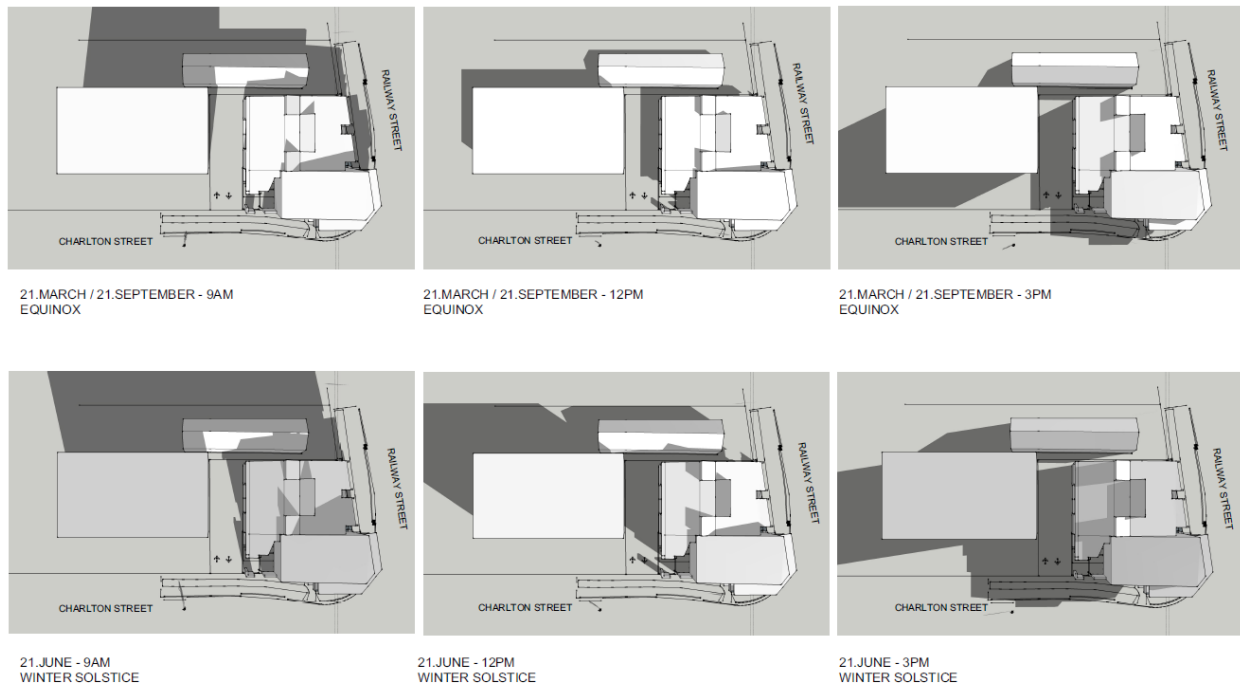 RAILWAY STREET
CHARLTON STREET
21.MARCH / 21.SEPTEMBER - 9AM
EQUINOX
RAILWAY STREET
CHARLTON STREET
21.MARCH / 21.SEPTEMBER - 12PM
EQUINOX
RAILWAY STREET
CHARLTON STREET
21.MARCH / 21.SEPTEMBER - 3PM
EQUINOX
RAILWAY STREET
CHARLTON STREET
21.JUNE - 9AM
WINTER SOLSTICE
RAILWAY STREET
CHARLTON STREET
21.JUNE - 12PM
WINTER SOLSTICE
RAILWAY STREET
CHARLTON STREET
21.JUNE - 3PM
WINTER SOLSTICE